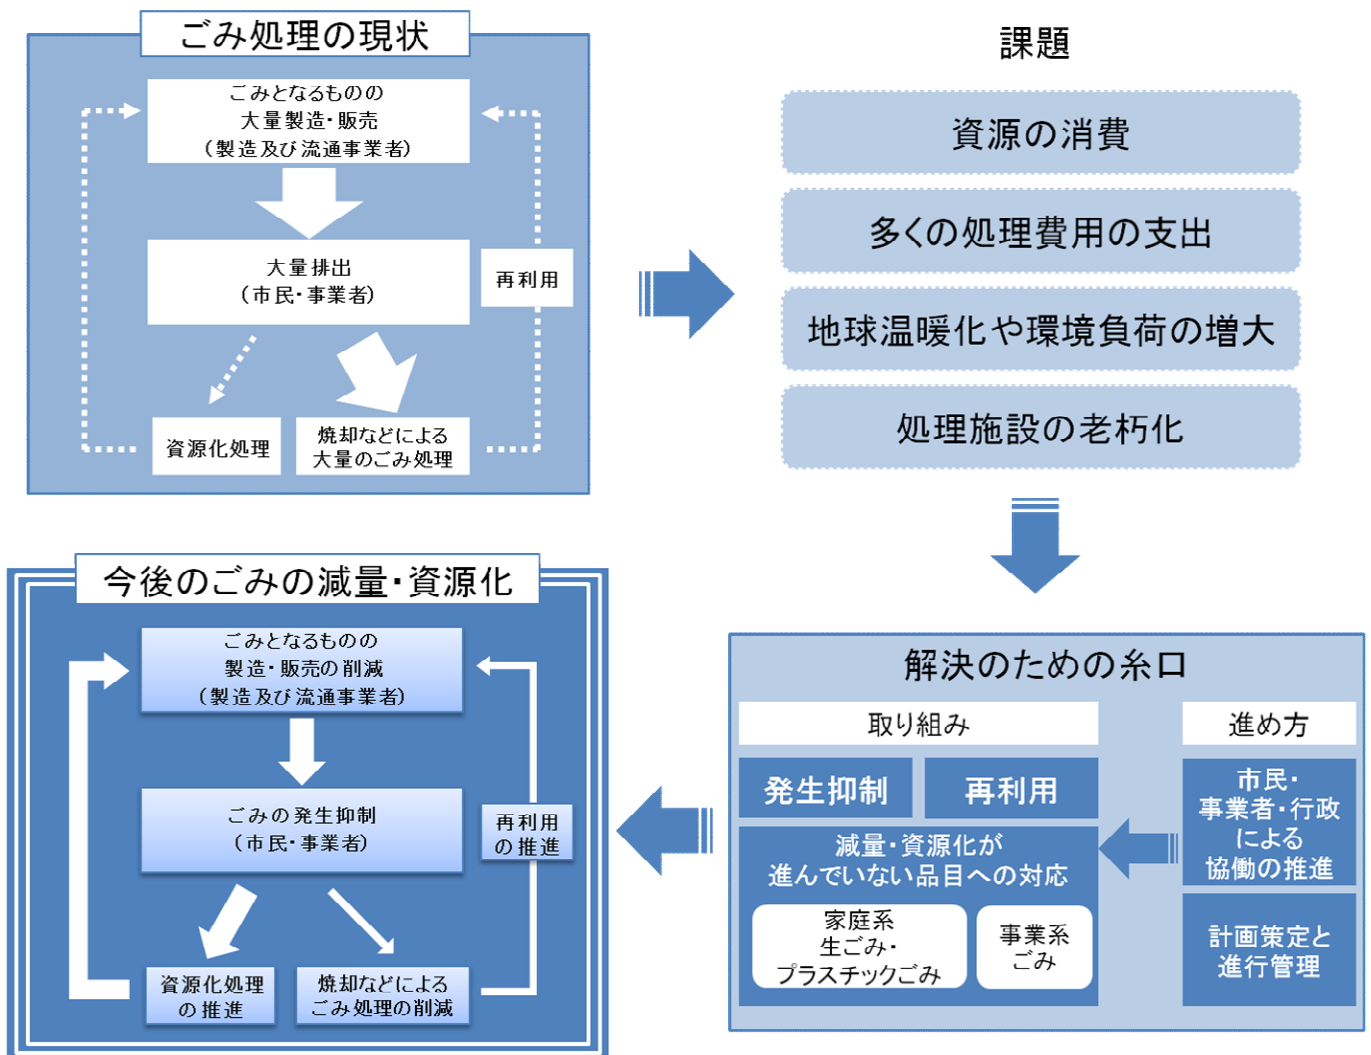 ごみ処理の現状
ごみとなるものの
大量製造・販売
（製造及び流通事業者）
大量排出
（市民・事業者）
再利用
資源化処理
焼却などによる
大量のごみ処理
課題
資源の消費
多くの処理費用の支出
地球温暖化や環境負荷の増大
処理施設の老朽化
解決のための糸口
取り組み
発生抑制
再利用
減量・資源化が
進んでいない品目への対応
家庭系
生ごみ・
プラスチックごみ
事業系
ごみ
進め方
市民・
事業者・行政
による
協働の推進
計画策定と
進行管理
今後のごみの減量・資源化
ごみとなるものの
製造・販売の削減
（製造及び流通事業者）
ごみの発生抑制
（市民・事業者）
再利用
の推進
資源化処理
の推進
焼却などによる
ごみ処理の削減